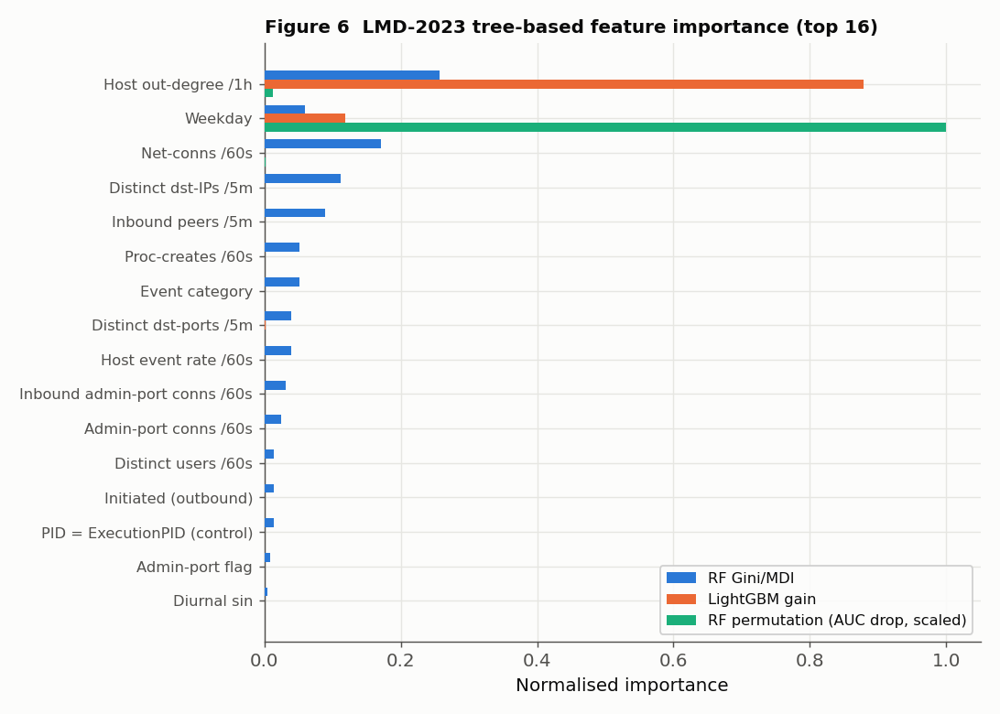 Figure 6  LMD-2023 tree-based feature importance (top 16)
Host out-degree /1h
Weekday
Net-conns /60s
Distinct dst-IPs /5m
Inbound peers /5m
Proc-creates /60s
Event category
Distinct dst-ports /5m
Host event rate /60s
Inbound admin-port conns /60s
Admin-port conns /60s
Distinct users /60s
Initiated (outbound)
PID = ExecutionPID (control)
Admin-port flag
Diurnal sin
RF Gini/MDI
LightGBM gain
RF permutation (AUC drop, scaled)
0.0 0.2 0.4 0.6 0.8 1.0
Normalised importance